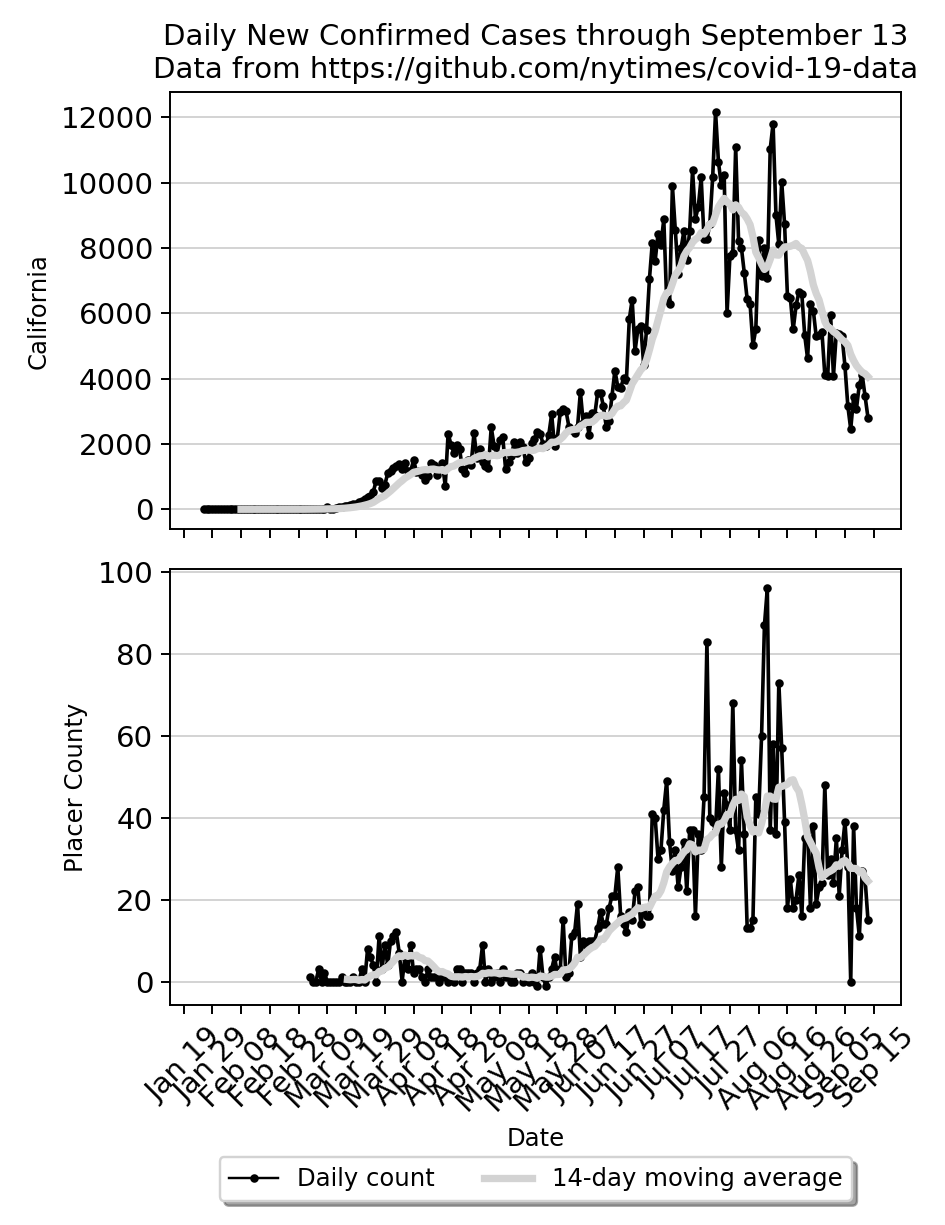 Daily New Confirmed Cases through September 13
Data from https://github.com/nytimes/covid-19-data
12000
10000
8000
6000
4000
2000
0
California
100
80
60
40
20
0
Placer County
Jan 19
Jan 29
Feb 08
Feb 18
Feb 28
Mar 09
Mar 19
Mar 29
Apr 08
Apr 18
Apr 28
May 08
May 18
May 28
Jun 07
Jun 17
Jun 27
Jul 07
Jul 17
Jul 27
Aug 06
Aug 16
Aug 26
Sep 05
Sep 15
Date
Daily count
14-day moving average